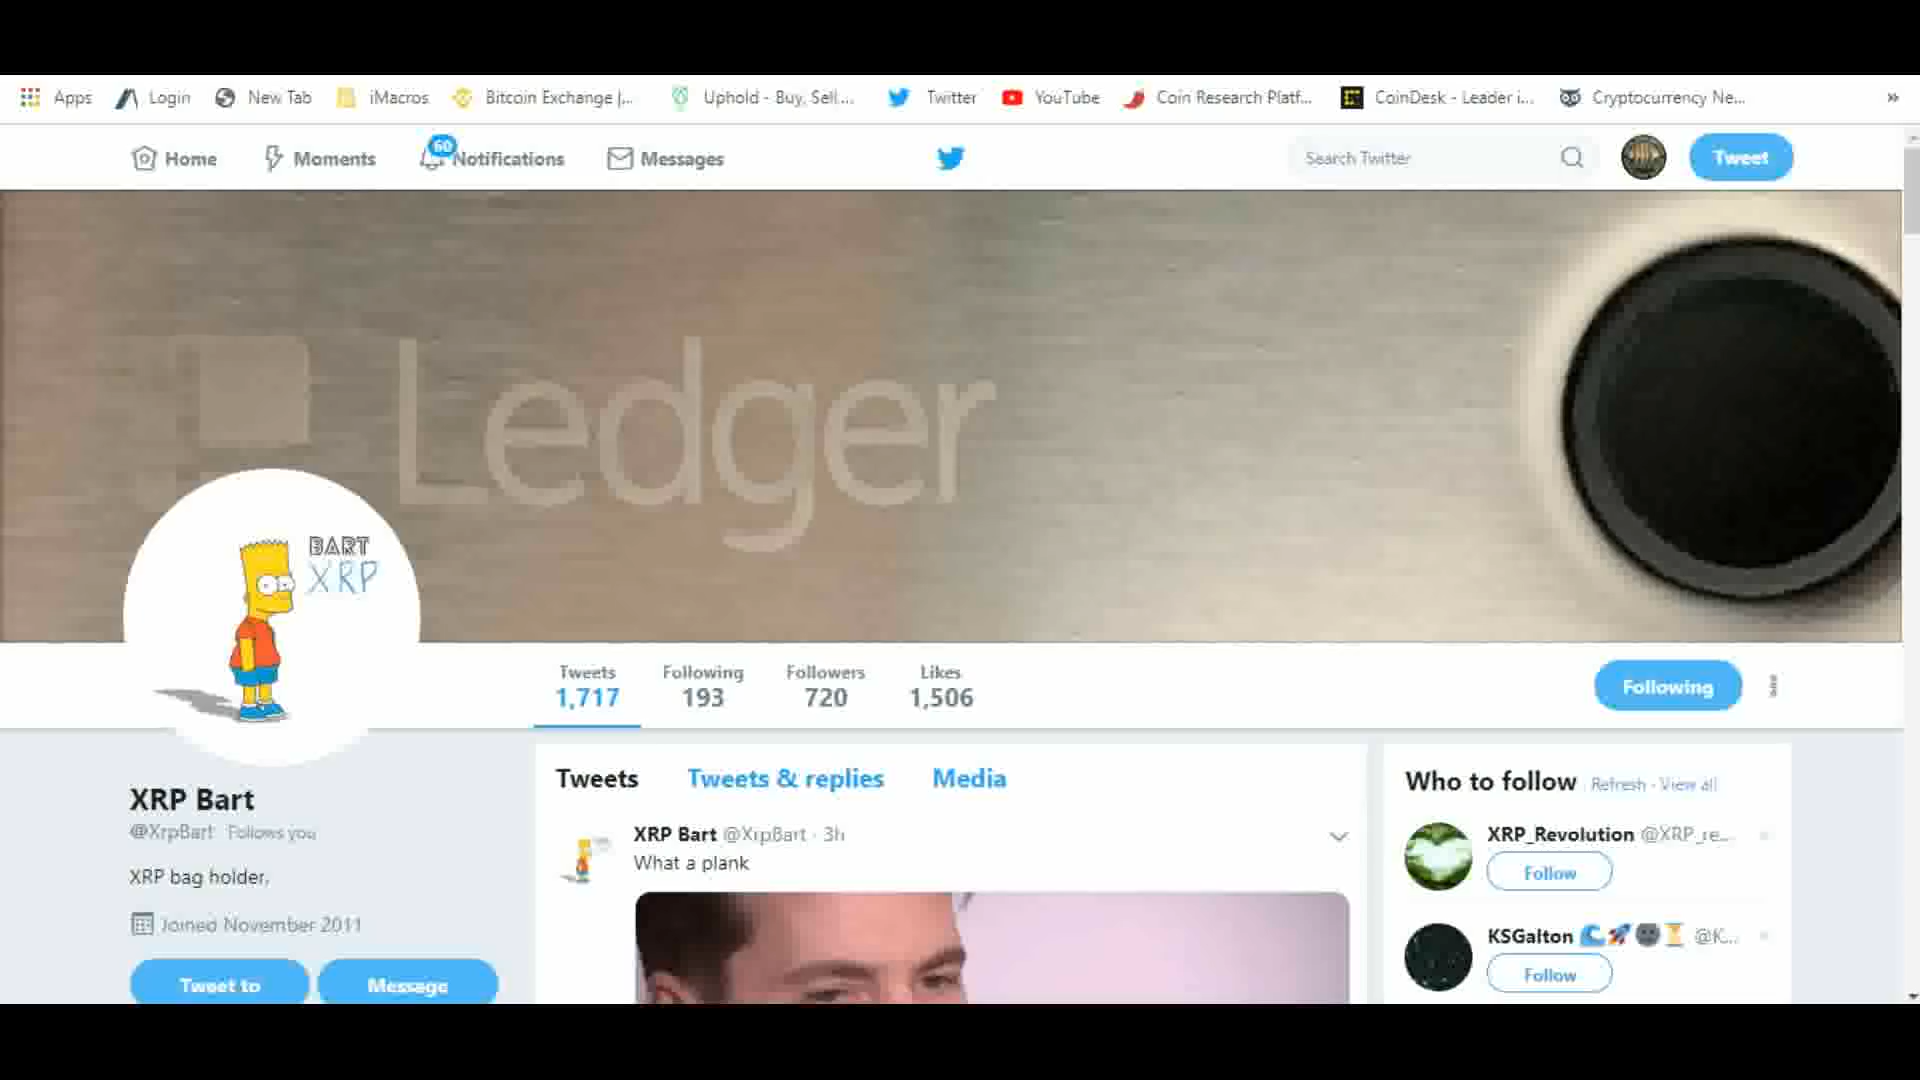 Apps Login New Tab iMacros Bitcoin Exchange |... Uphold - Buy, Sell ... Twitter YouTube Coin Research Platf... CoinDesk - Leader i... Cryptocurrency Ne... »
Home Moments 60 Notifications Messages Search Twitter Tweet
Ledger
BART
XRP
Tweets Following Followers Likes
1,717 193 720 1,506
Following
XRP Bart
@XrpBart Follows you
XRP bag holder.
Joined November 2011
Tweet to Message
Tweets Tweets & replies Media
XRP Bart @XrpBart · 3h
What a plank
Who to follow Refresh · View all
XRP_Revolution @XRP_re...
Follow
KSGalton 🌊🚀🌚⏳ @K...
Follow